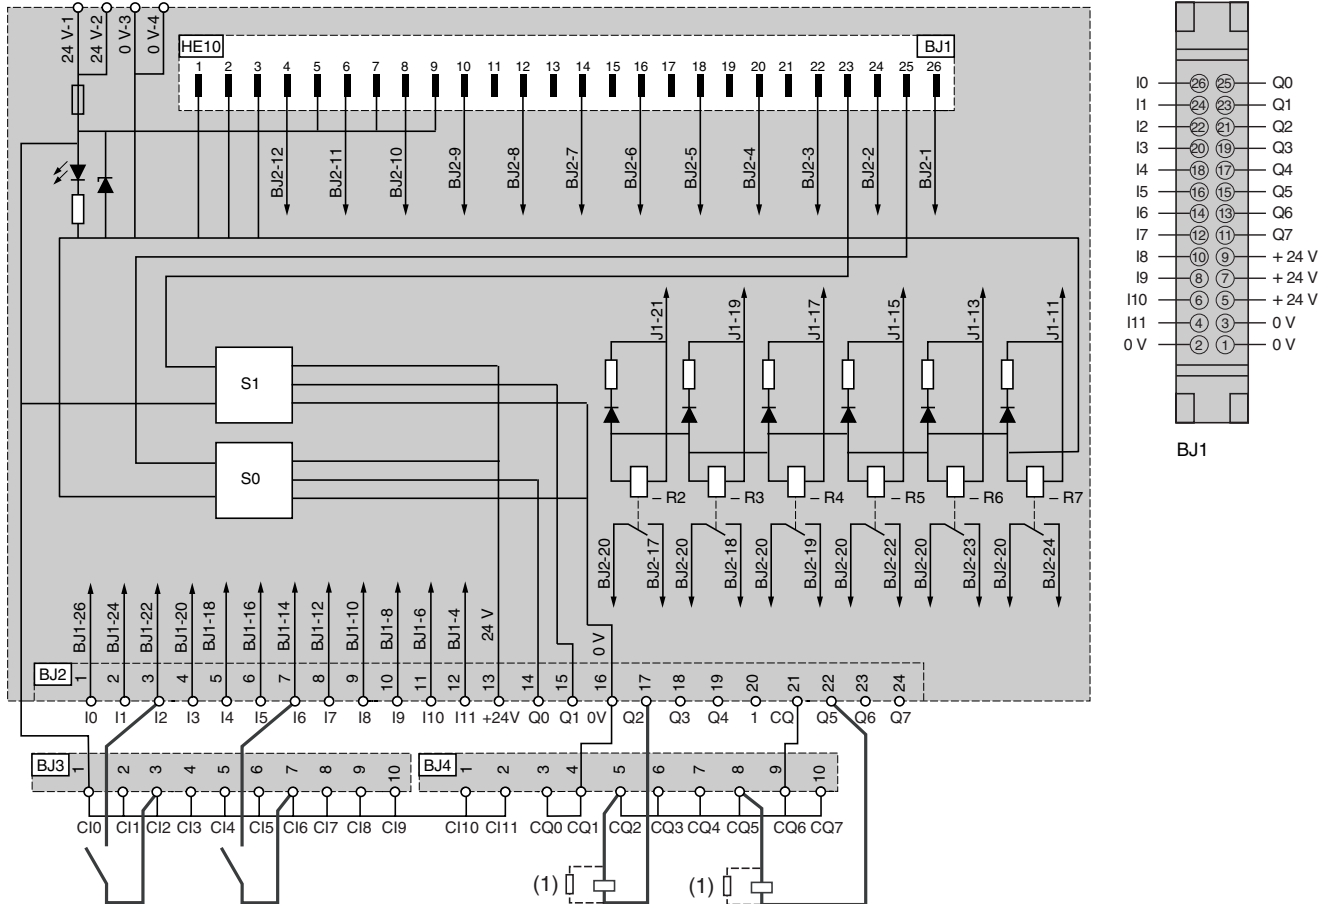 24 V-1
24 V-2
0 V-3
0 V-4
HE10
BJ1
1 2 3 4 5 6 7 8 9 10 11 12 13 14 15 16 17 18 19 20 21 22 23 24 25 26
BJ2-12
BJ2-11
BJ2-10
BJ2-9
BJ2-8
BJ2-7
BJ2-6
BJ2-5
BJ2-4
BJ2-3
BJ2-2
BJ2-1
I0 26 25 Q0
I1 24 23 Q1
I2 22 21 Q2
I3 20 19 Q3
I4 18 17 Q4
I5 16 15 Q5
I6 14 13 Q6
I7 12 11 Q7
I8 10 9 + 24 V
I9 8 7 + 24 V
I10 6 5 + 24 V
I11 4 3 0 V
0 V 2 1 0 V
BJ1
S1
S0
J1-21
J1-19
J1-17
J1-15
J1-13
J1-11
– R2
– R3
– R4
– R5
– R6
– R7
BJ2-20
BJ2-17
BJ2-20
BJ2-18
BJ2-20
BJ2-19
BJ2-20
BJ2-22
BJ2-20
BJ2-23
BJ2-20
BJ2-24
BJ1-26
BJ1-24
BJ1-22
BJ1-20
BJ1-18
BJ1-16
BJ1-14
BJ1-12
BJ1-10
BJ1-8
BJ1-6
BJ1-4
24 V
0 V
BJ2
1 2 3 4 5 6 7 8 9 10 11 12 13 14 15 16 17 18 19 20 21 22 23 24
I0 I1 I2 I3 I4 I5 I6 I7 I8 I9 I10 I11 +24V Q0 Q1 0V Q2 Q3 Q4 1 CQ Q5 Q6 Q7
BJ3
1 2 3 4 5 6 7 8 9 10
BJ4
1 2 3 4 5 6 7 8 9 10
CI0 CI1 CI2 CI3 CI4 CI5 CI6 CI7 CI8 CI9 CI10 CI11 CQ0 CQ1 CQ2 CQ3 CQ4 CQ5 CQ6 CQ7
(1)
(1)